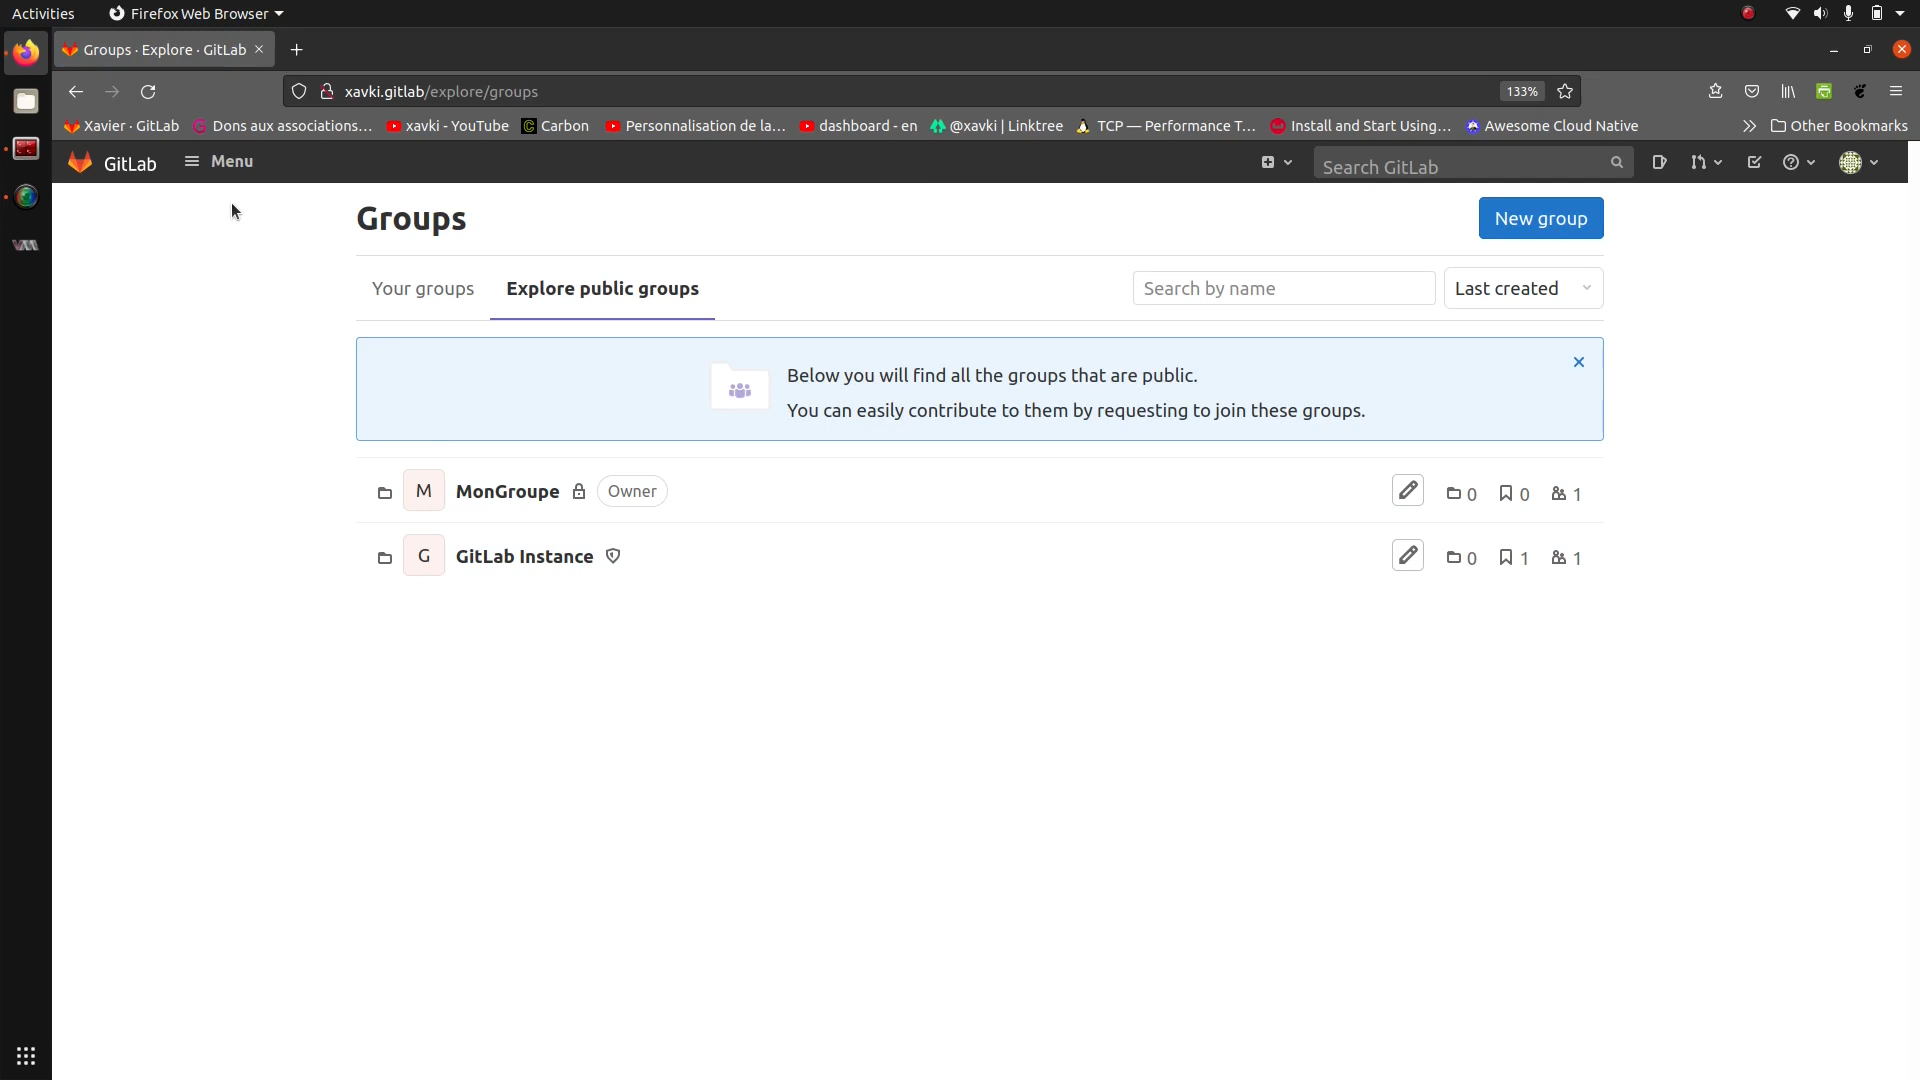 Activities Firefox Web Browser
Groups · Explore · GitLab
xavki.gitlab/explore/groups 133%
Xavier · GitLab Dons aux associations... xavki - YouTube Carbon Personnalisation de la... dashboard - en @xavki | Linktree TCP — Performance T... Install and Start Using... Awesome Cloud Native Other Bookmarks
GitLab Menu Search GitLab
Groups New group
Your groups Explore public groups Search by name Last created
Below you will find all the groups that are public.
You can easily contribute to them by requesting to join these groups.
M MonGroupe Owner 0 0 1
G GitLab Instance 0 1 1